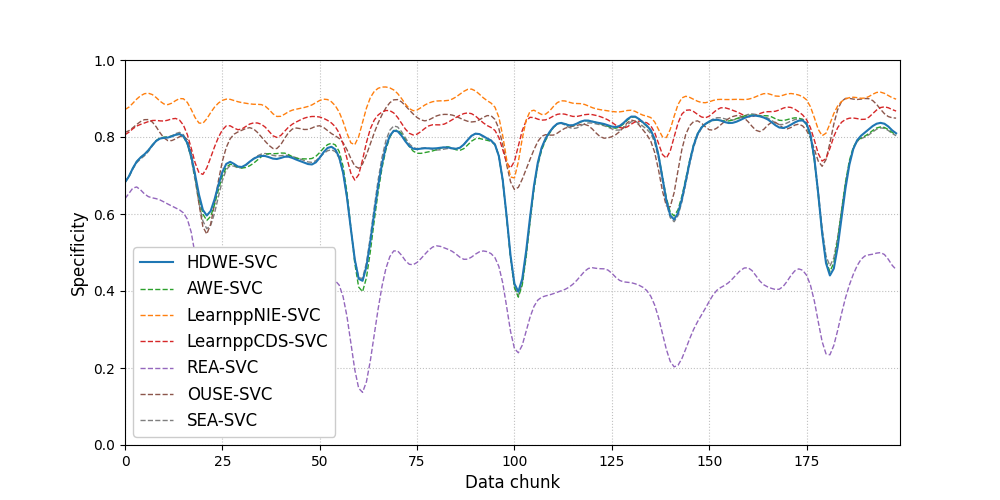 1.0
0.8
0.6
0.4
0.2
0.0
Specificity
HDWE-SVC
AWE-SVC
LearnppNIE-SVC
LearnppCDS-SVC
REA-SVC
OUSE-SVC
SEA-SVC
0 25 50 75 100 125 150 175
Data chunk